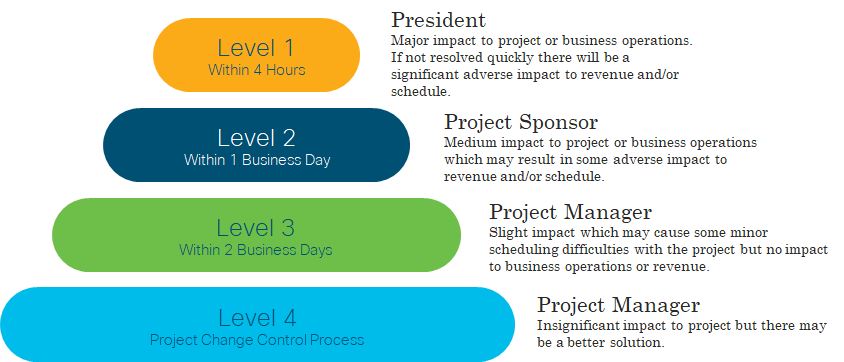 Level 1
Within 4 Hours
President
Major impact to project or business operations.
If not resolved quickly there will be a
significant adverse impact to revenue and/or
schedule.
Level 2
Within 1 Business Day
Project Sponsor
Medium impact to project or business operations
which may result in some adverse impact to
revenue and/or schedule.
Level 3
Within 2 Business Days
Project Manager
Slight impact which may cause some minor
scheduling difficulties with the project but no impact
to business operations or revenue.
Level 4
Project Change Control Process
Project Manager
Insignificant impact to project but there may
be a better solution.